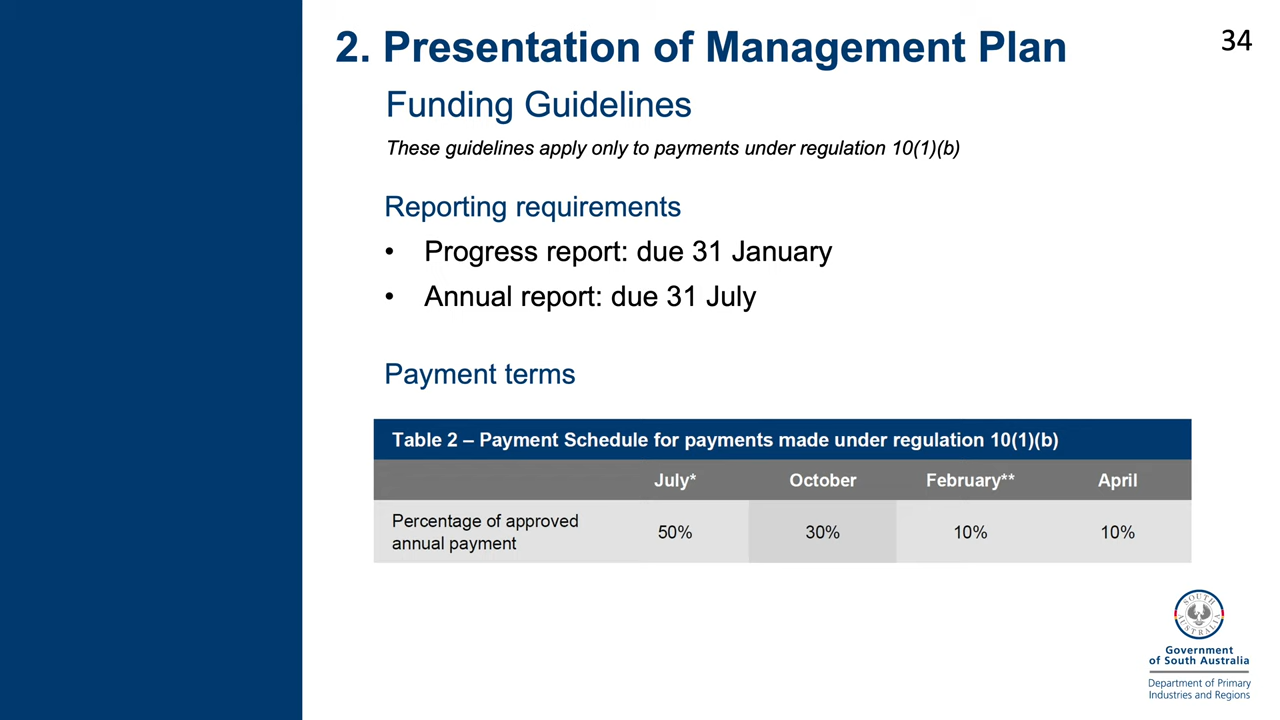 2. Presentation of Management Plan
34
Funding Guidelines
These guidelines apply only to payments under regulation 10(1)(b)
Reporting requirements
• Progress report: due 31 January
• Annual report: due 31 July
Payment terms
Table 2 – Payment Schedule for payments made under regulation 10(1)(b)
July* October February** April
Percentage of approved
annual payment
50% 30% 10% 10%
SOUTH
AUSTRALIA
Government
of South Australia
Department of Primary
Industries and Regions